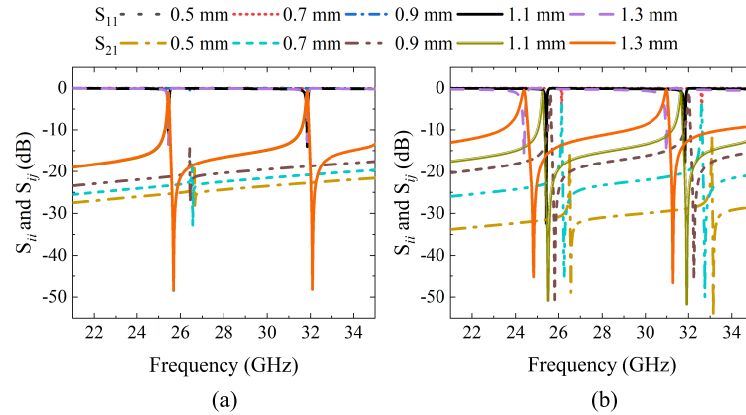 S11 0.5 mm 0.7 mm 0.9 mm 1.1 mm 1.3 mm
S21 0.5 mm 0.7 mm 0.9 mm 1.1 mm 1.3 mm
Sii and Sij (dB)
0
-10
-20
-30
-40
-50
22 24 26 28 30 32 34
Frequency (GHz)
(a)
Sii and Sij (dB)
0
-10
-20
-30
-40
-50
22 24 26 28 30 32 34
Frequency (GHz)
(b)